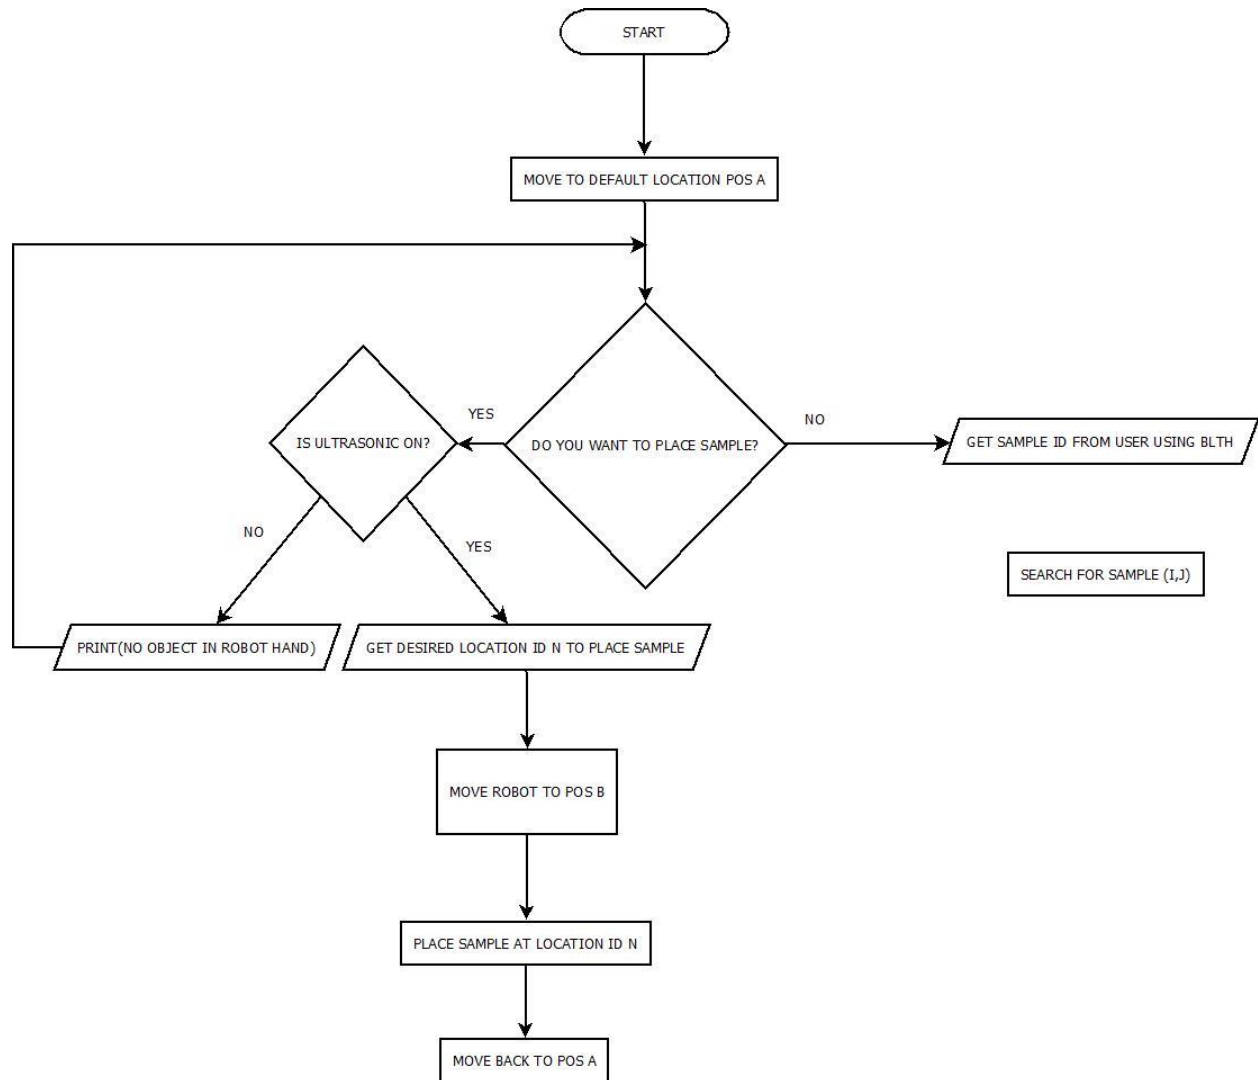 START
MOVE TO DEFAULT LOCATION POS A
YES
NO
IS ULTRASONIC ON?
DO YOU WANT TO PLACE SAMPLE?
GET SAMPLE ID FROM USER USING BLTH
NO
YES
SEARCH FOR SAMPLE (I,J)
PRINT(NO OBJECT IN ROBOT HAND)
GET DESIRED LOCATION ID N TO PLACE SAMPLE
MOVE ROBOT TO POS B
PLACE SAMPLE AT LOCATION ID N
MOVE BACK TO POS A